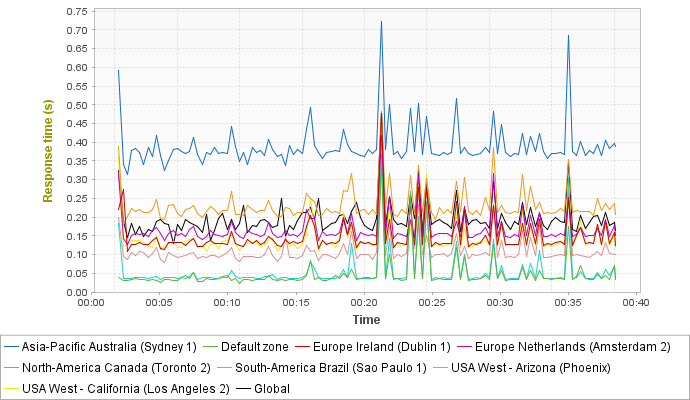 Response time (s)
0.75
0.70
0.65
0.60
0.55
0.50
0.45
0.40
0.35
0.30
0.25
0.20
0.15
0.10
0.05
0.00
00:00 00:05 00:10 00:15 00:20 00:25 00:30 00:35 00:40
Time
Asia-Pacific Australia (Sydney 1) Default zone Europe Ireland (Dublin 1) Europe Netherlands (Amsterdam 2)
North-America Canada (Toronto 2) South-America Brazil (Sao Paulo 1) USA West - Arizona (Phoenix)
USA West - California (Los Angeles 2) Global